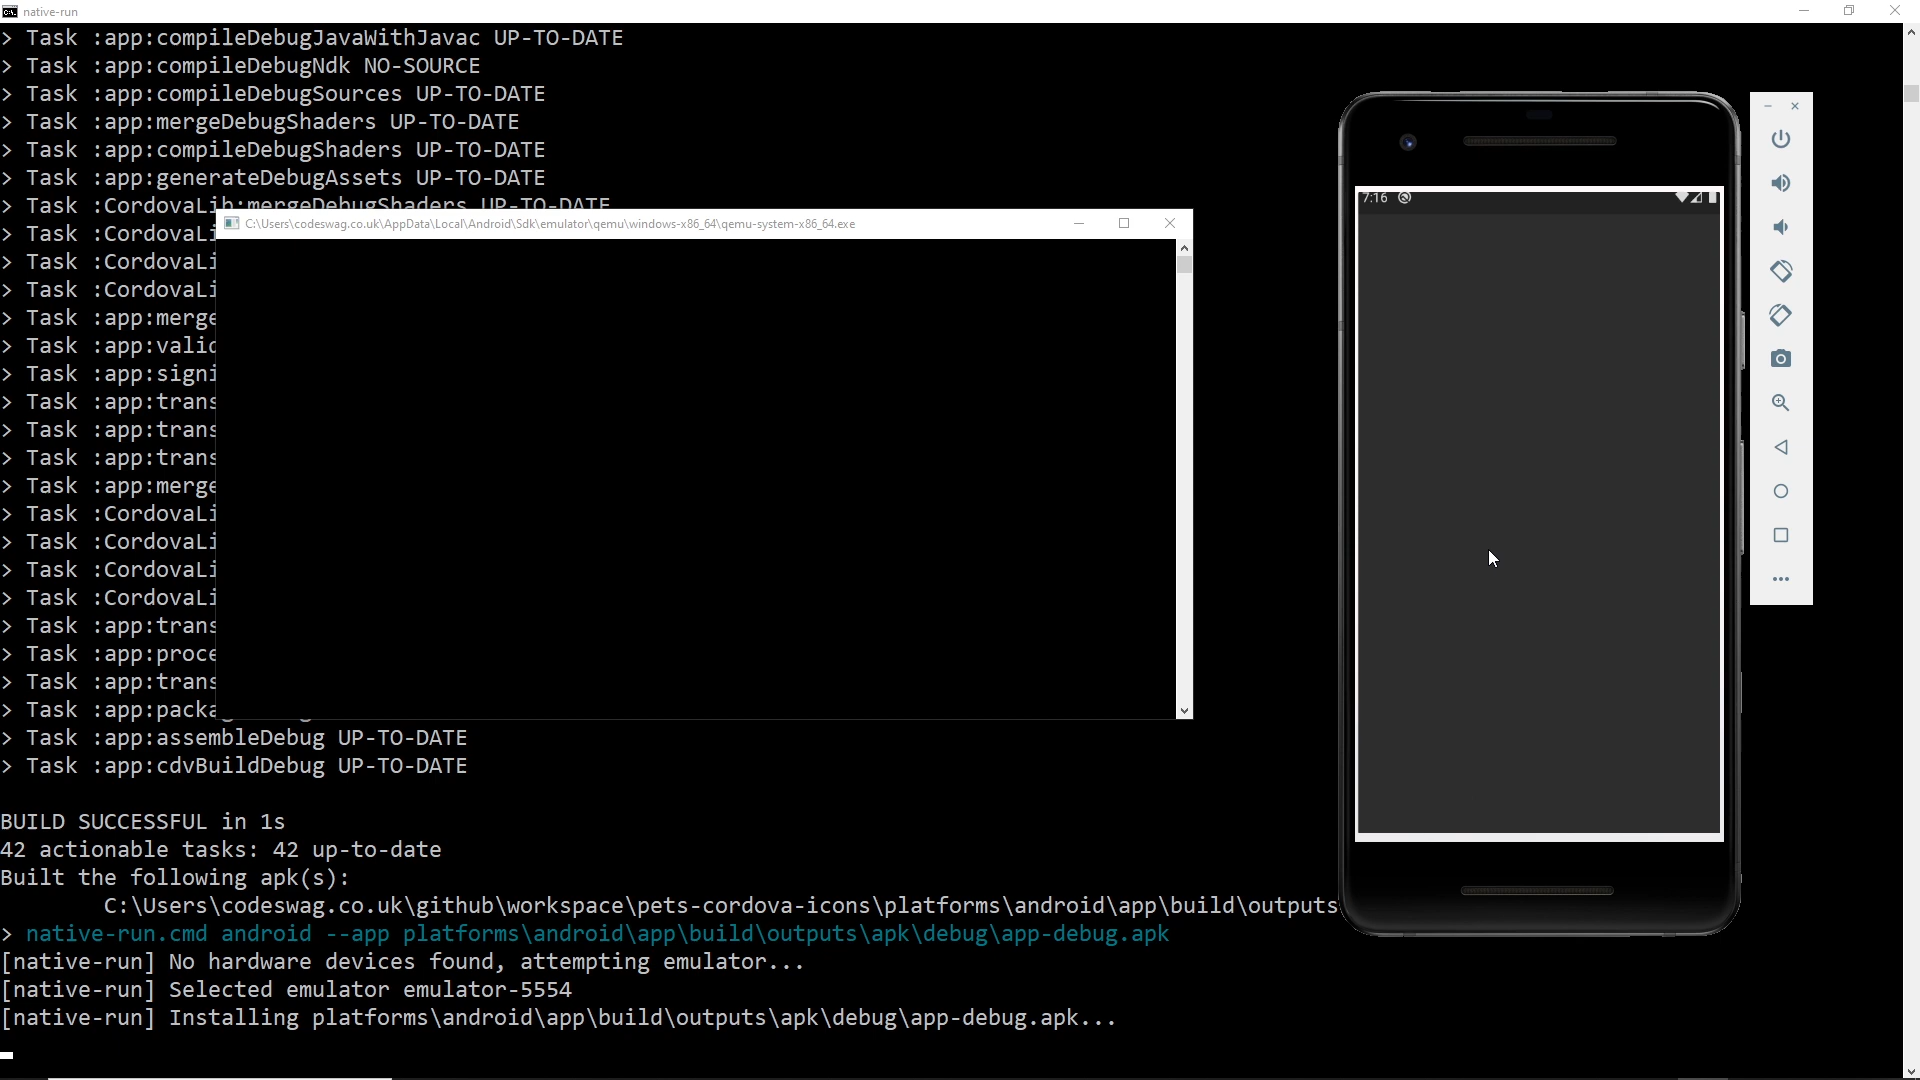 native-run
> Task :app:compileDebugJavaWithJavac UP-TO-DATE
> Task :app:compileDebugNdk NO-SOURCE
> Task :app:compileDebugSources UP-TO-DATE
> Task :app:mergeDebugShaders UP-TO-DATE
> Task :app:compileDebugShaders UP-TO-DATE
> Task :app:generateDebugAssets UP-TO-DATE
> Task :CordovaLib:mergeDebugShaders UP-TO-DATE
> Task :CordovaLi
> Task :CordovaLi
> Task :CordovaLi
> Task :app:merge
> Task :app:valid
> Task :app:signi
> Task :app:trans
> Task :app:trans
> Task :app:trans
> Task :app:merge
> Task :CordovaLi
> Task :CordovaLi
> Task :CordovaLi
> Task :CordovaLi
> Task :app:trans
> Task :app:proce
> Task :app:trans
> Task :app:packa
> Task :app:assembleDebug UP-TO-DATE
> Task :app:cdvBuildDebug UP-TO-DATE
BUILD SUCCESSFUL in 1s
42 actionable tasks: 42 up-to-date
Built the following apk(s):
C:\Users\codeswag.co.uk\github\workspace\pets-cordova-icons\platforms\android\app\build\outputs
> native-run.cmd android --app platforms\android\app\build\outputs\apk\debug\app-debug.apk
[native-run] No hardware devices found, attempting emulator...
[native-run] Selected emulator emulator-5554
[native-run] Installing platforms\android\app\build\outputs\apk\debug\app-debug.apk...
C:\Users\codeswag.co.uk\AppData\Local\Android\Sdk\emulator\qemu\windows-x86_64\qemu-system-x86_64.exe
7:16